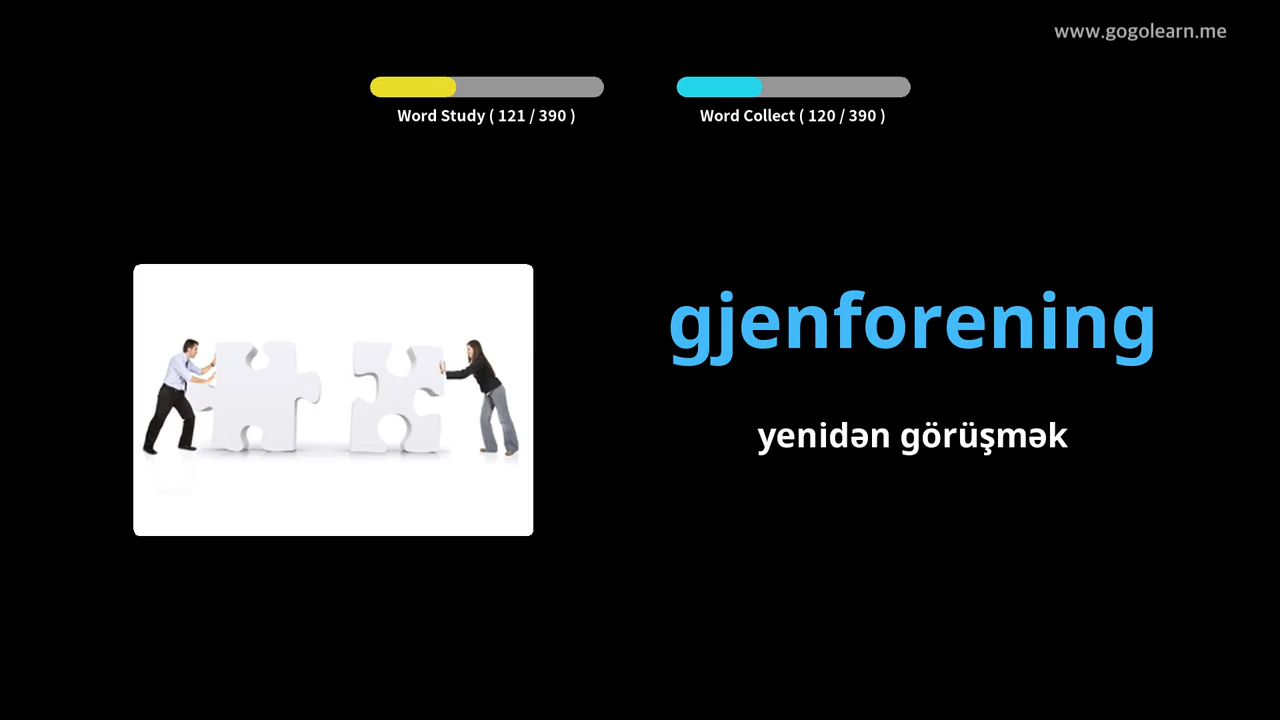 www.gogolearn.me
Word Study ( 121 / 390 )
Word Collect ( 120 / 390 )
gjenforening
yenidən görüşmək